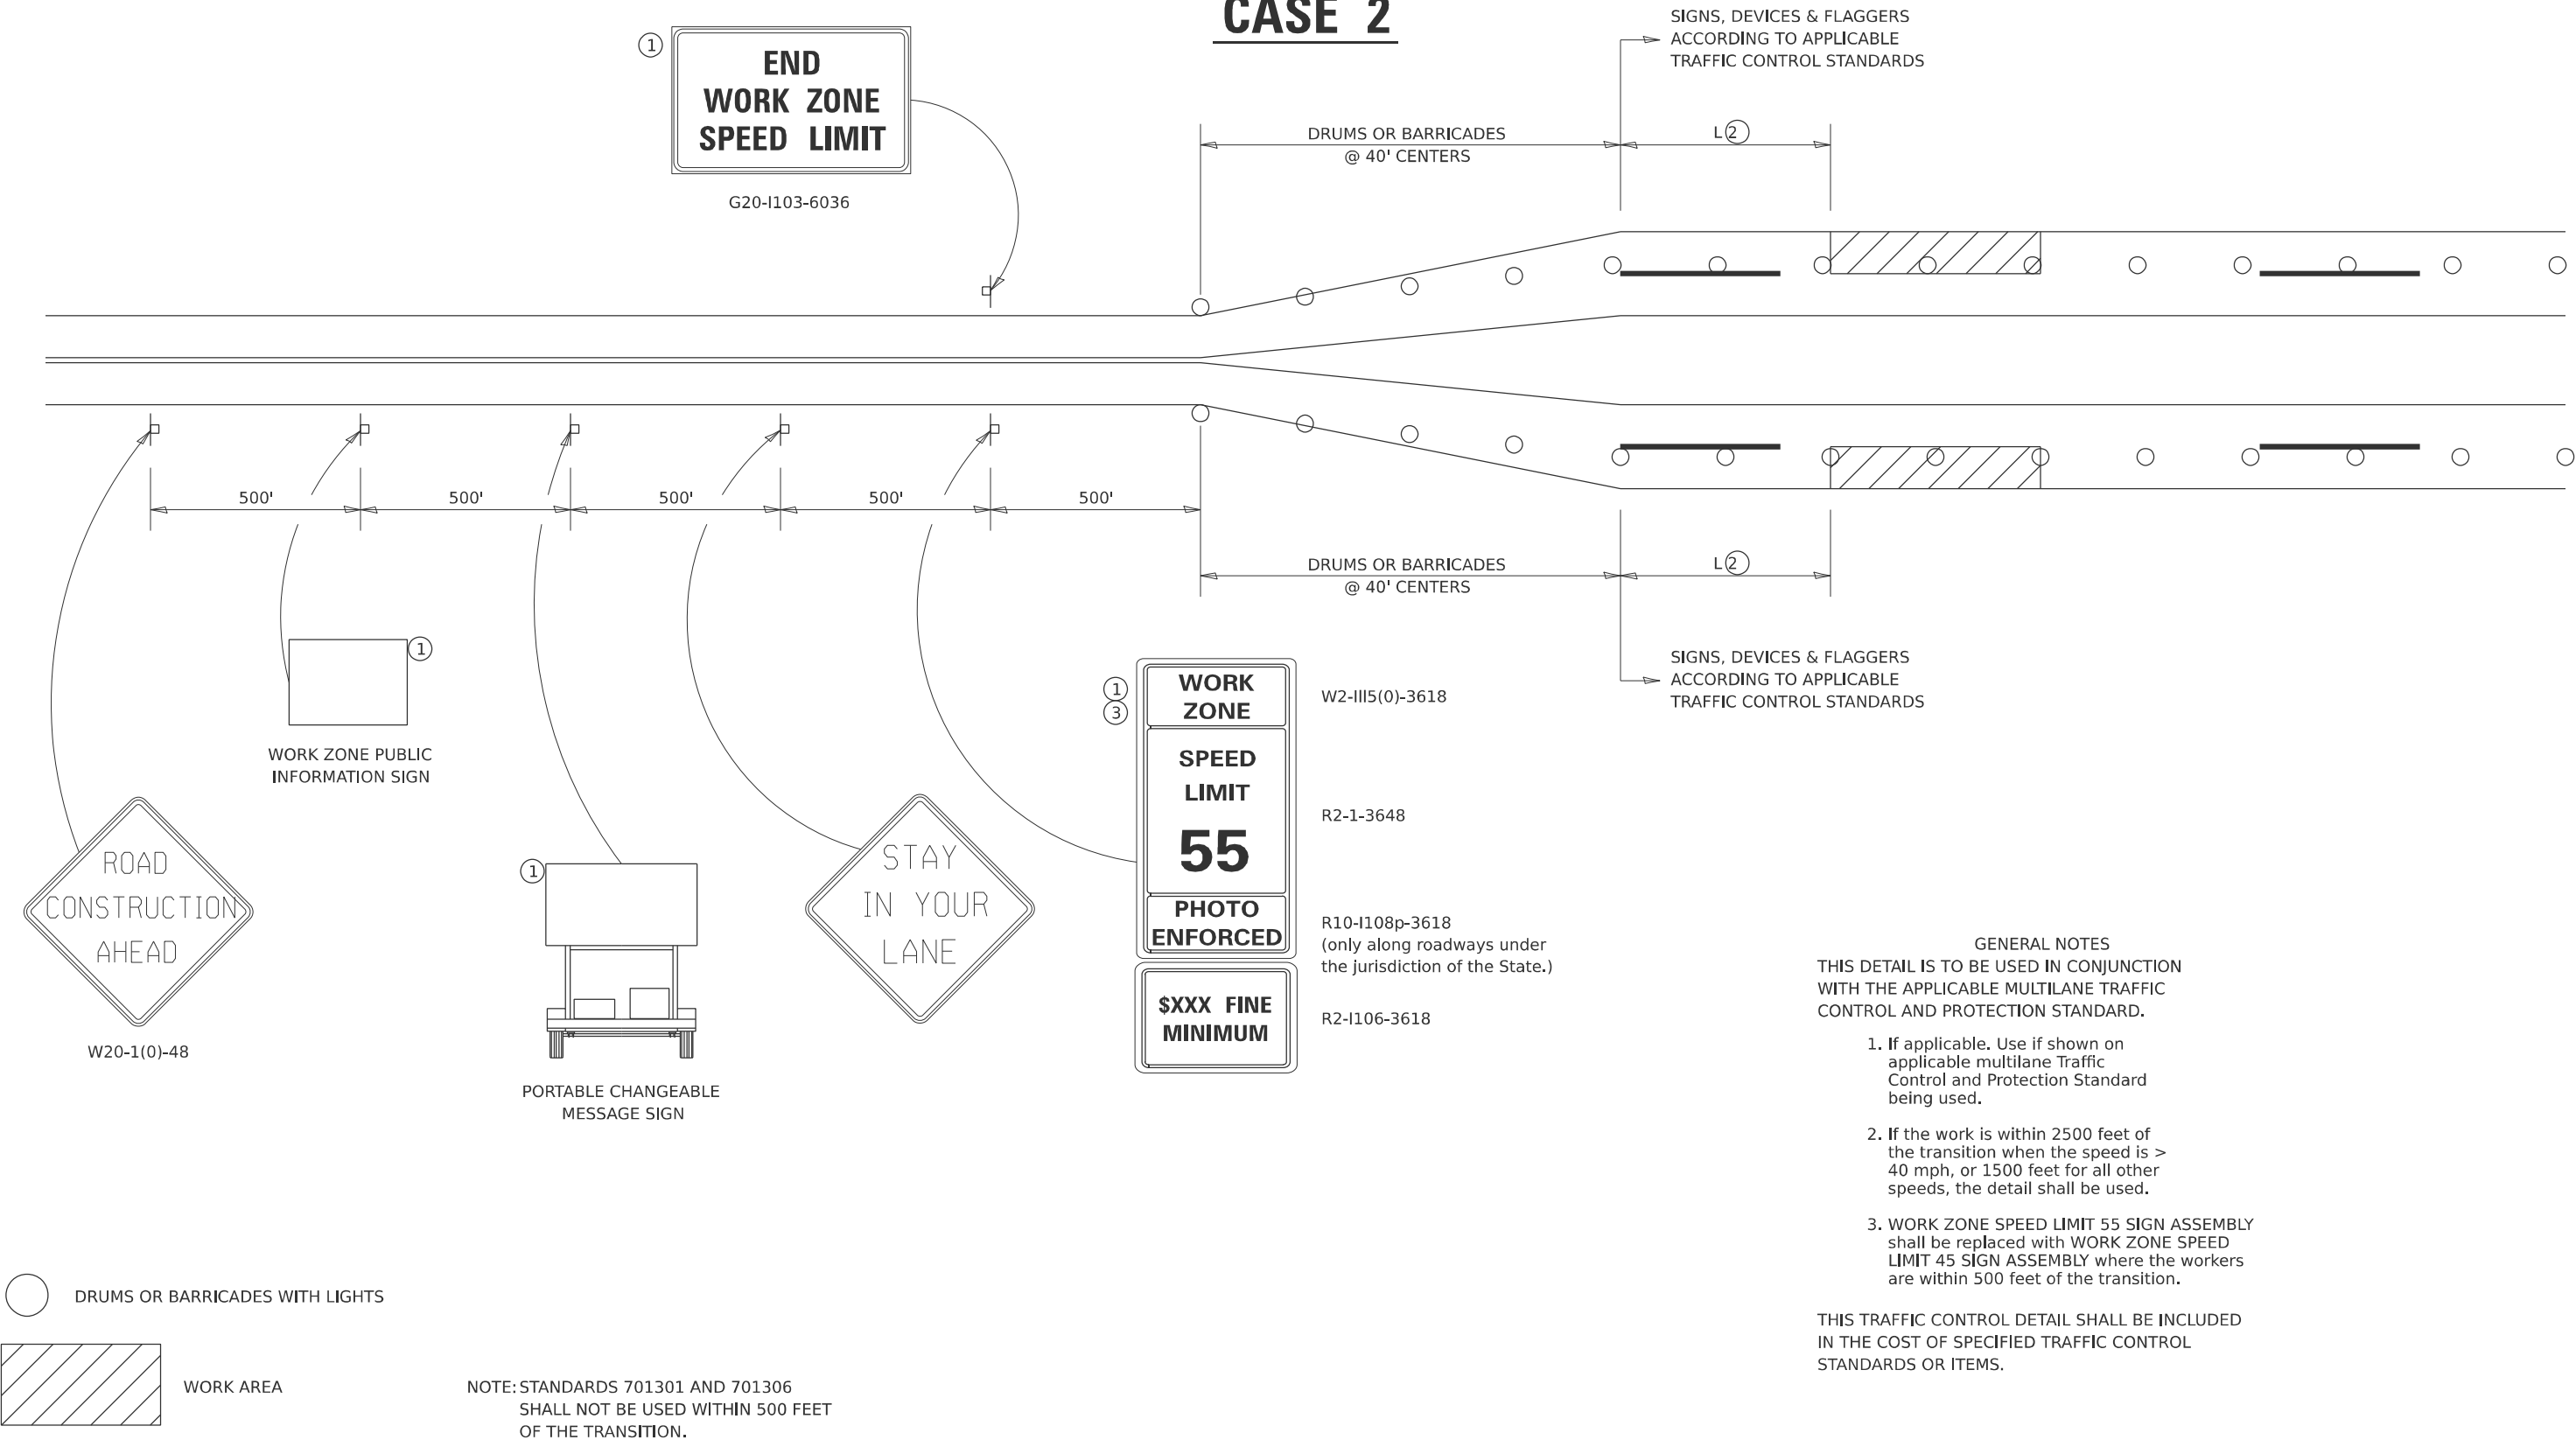 CASE 2
SIGNS, DEVICES & FLAGGERS
ACCORDING TO APPLICABLE
TRAFFIC CONTROL STANDARDS
1
END
WORK ZONE
SPEED LIMIT
G20-I103-6036
DRUMS OR BARRICADES
@ 40' CENTERS
L 2
500'
500'
500'
500'
500'
DRUMS OR BARRICADES
@ 40' CENTERS
L 2
SIGNS, DEVICES & FLAGGERS
ACCORDING TO APPLICABLE
TRAFFIC CONTROL STANDARDS
ROAD
CONSTRUCTION
AHEAD
W20-1(0)-48
1
WORK ZONE PUBLIC
INFORMATION SIGN
1
PORTABLE CHANGEABLE
MESSAGE SIGN
STAY
IN YOUR
LANE
1
3
WORK
ZONE
W2-III5(0)-3618
SPEED
LIMIT
55
R2-1-3648
PHOTO
ENFORCED
R10-I108p-3618
(only along roadways under
the jurisdiction of the State.)
$XXX FINE
MINIMUM
R2-I106-3618
GENERAL NOTES
THIS DETAIL IS TO BE USED IN CONJUNCTION
WITH THE APPLICABLE MULTILANE TRAFFIC
CONTROL AND PROTECTION STANDARD.
1. If applicable. Use if shown on
applicable multilane Traffic
Control and Protection Standard
being used.
2. If the work is within 2500 feet of
the transition when the speed is >
40 mph, or 1500 feet for all other
speeds, the detail shall be used.
3. WORK ZONE SPEED LIMIT 55 SIGN ASSEMBLY
shall be replaced with WORK ZONE SPEED
LIMIT 45 SIGN ASSEMBLY where the workers
are within 500 feet of the transition.
THIS TRAFFIC CONTROL DETAIL SHALL BE INCLUDED
IN THE COST OF SPECIFIED TRAFFIC CONTROL
STANDARDS OR ITEMS.
DRUMS OR BARRICADES WITH LIGHTS
WORK AREA
NOTE: STANDARDS 701301 AND 701306
SHALL NOT BE USED WITHIN 500 FEET
OF THE TRANSITION.